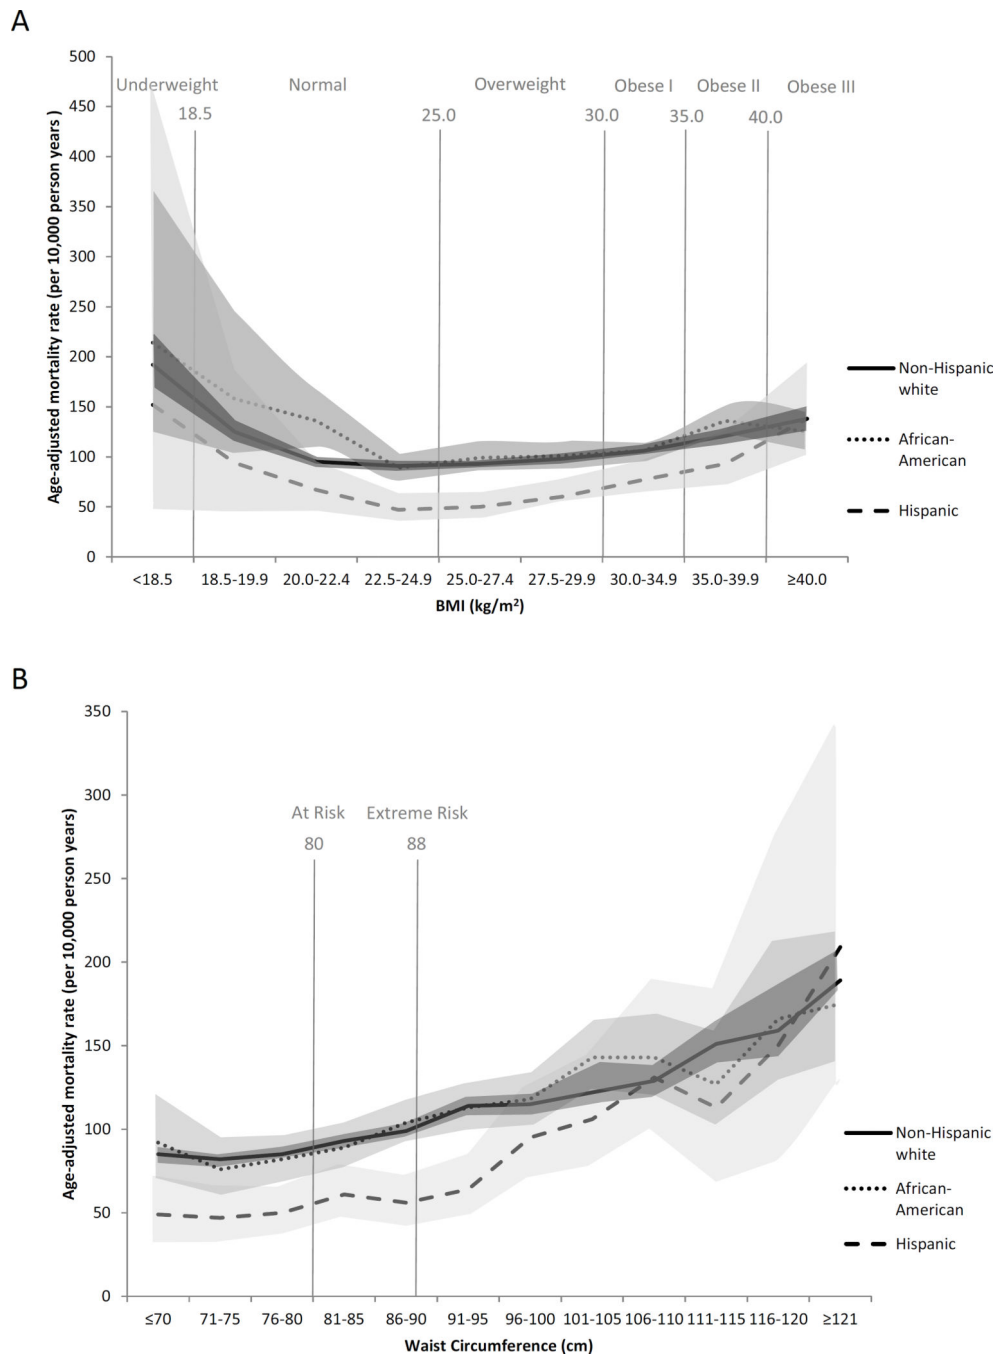 A
500
450
400
350
300
250
200
150
100
50
0
Age-adjusted mortality rate (per 10,000 person years)
Underweight Normal Overweight Obese I Obese II Obese III
18.5 25.0 30.0 35.0 40.0
Non-Hispanic
white
African-
American
Hispanic
<18.5 18.5-19.9 20.0-22.4 22.5-24.9 25.0-27.4 27.5-29.9 30.0-34.9 35.0-39.9 ≥40.0
BMI (kg/m²)
B
350
300
250
200
150
100
50
0
Age-adjusted mortality rate (per 10,000 person years)
At Risk Extreme Risk
80 88
Non-Hispanic
white
African-
American
Hispanic
≤70 71-75 76-80 81-85 86-90 91-95 96-100 101-105 106-110 111-115 116-120 ≥121
Waist Circumference (cm)